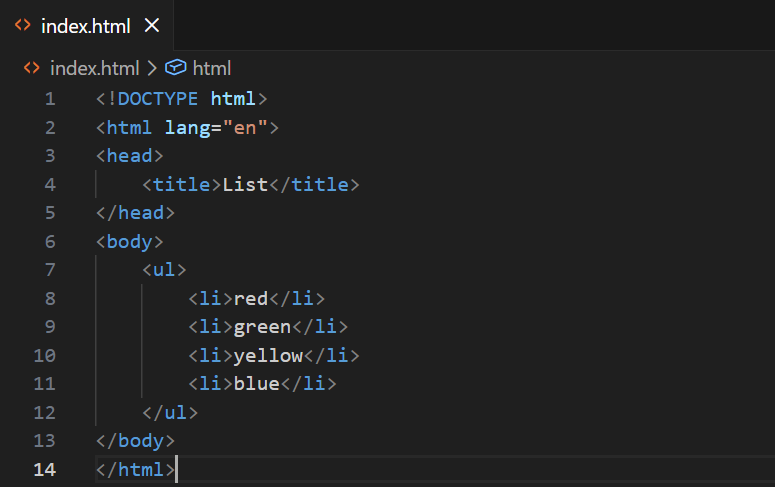 index.html
index.html > html
1 <!DOCTYPE html>
2 <html lang="en">
3 <head>
4     <title>List</title>
5 </head>
6 <body>
7     <ul>
8         <li>red</li>
9         <li>green</li>
10         <li>yellow</li>
11         <li>blue</li>
12     </ul>
13 </body>
14 </html>